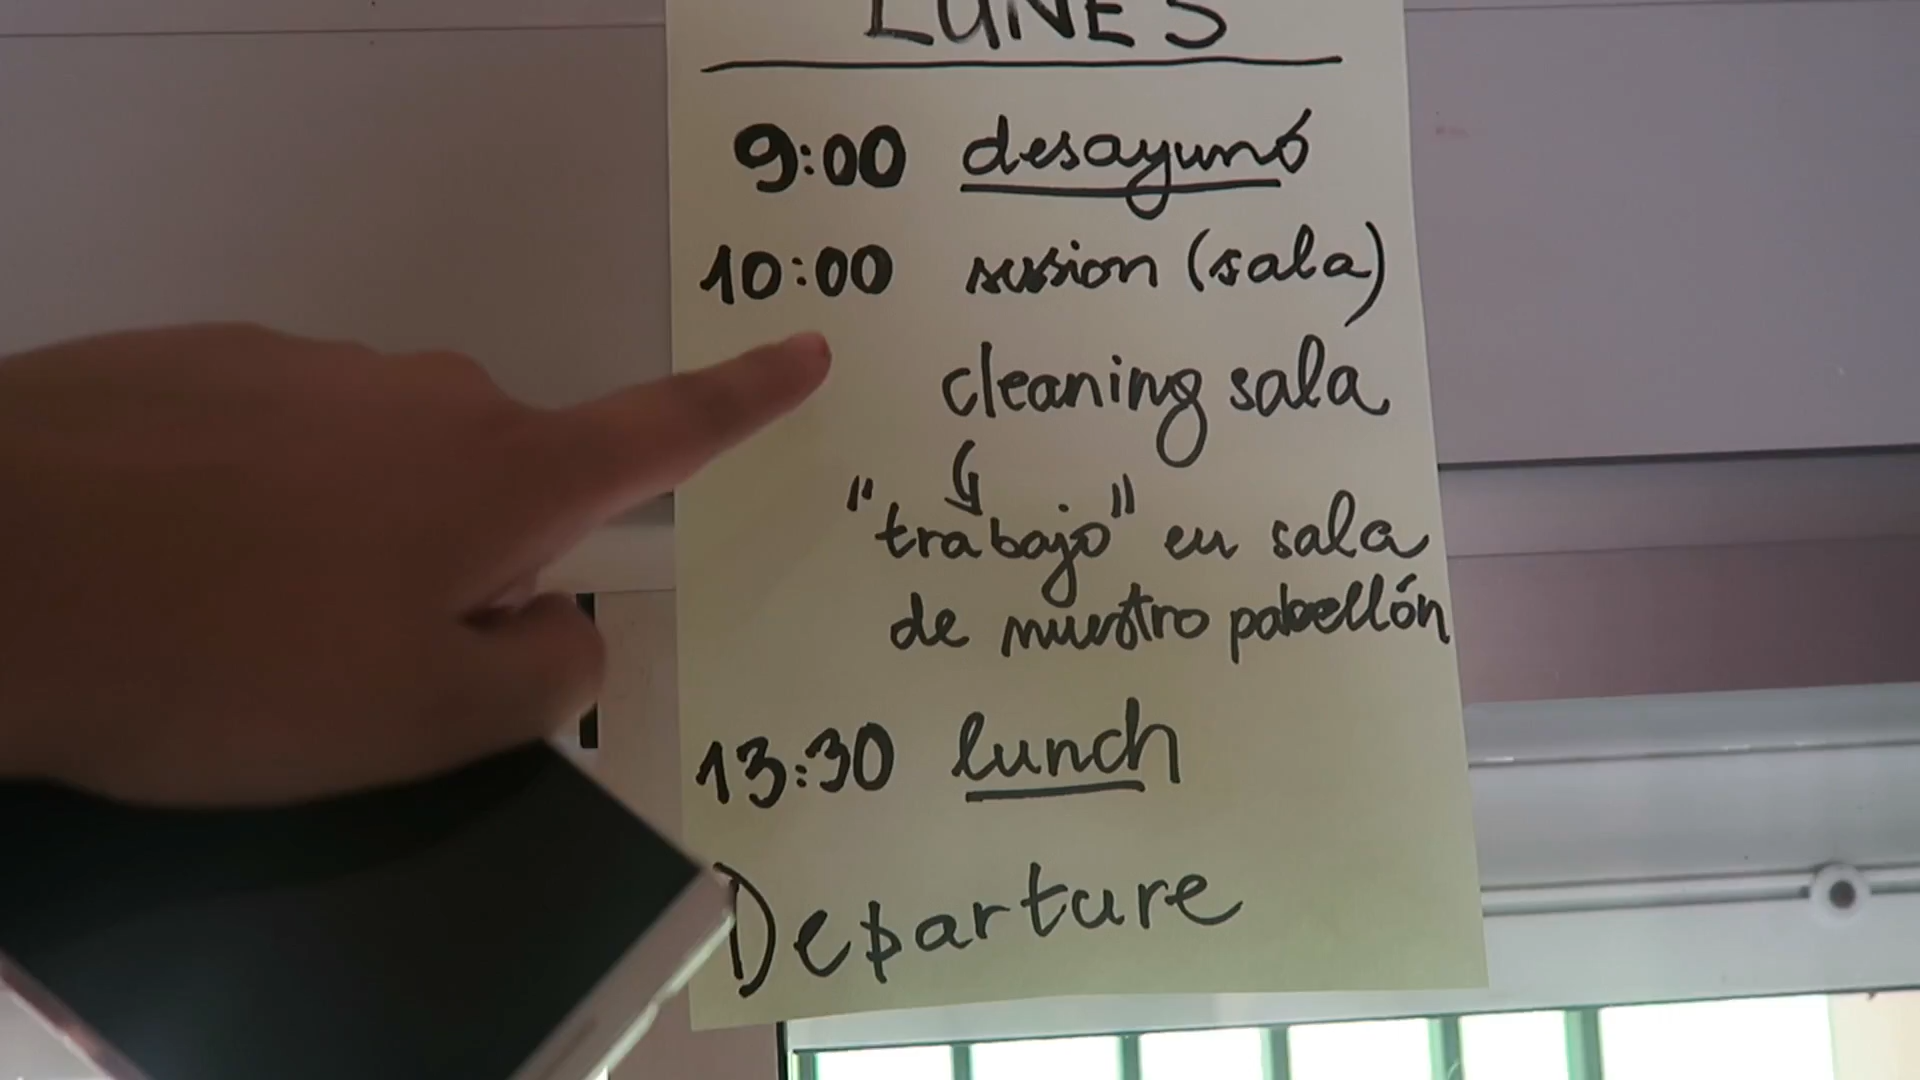 LUNES
9:00 desayunó
10:00 session (sala)
cleaning sala
"trabajo" en sala
de nuestro pabellón
13:30 lunch
Departure